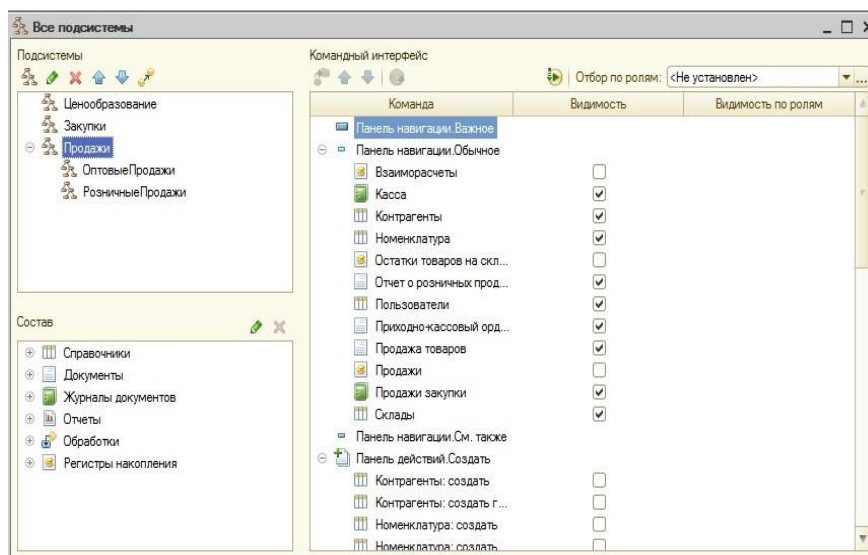 Все подсистемы
Подсистемы
Ценообразование
Закупки
Продажи
ОптовыеПродажи
РозничныеПродажи
Состав
Справочники
Документы
Журналы документов
Отчеты
Обработки
Регистры накопления
Командный интерфейс
Отбор по ролям: <Не установлен>
Команда Видимость Видимость по ролям
Панель навигации.Важное
Панель навигации.Обычное
Взаиморасчеты
Касса
Контрагенты
Номенклатура
Остатки товаров на скл...
Отчет о розничных прод...
Пользователи
Приходно-кассовый орд...
Продажа товаров
Продажи
Продажи закупки
Склады
Панель навигации.См. также
Панель действий.Создать
Контрагенты: создать
Контрагенты: создать г...
Номенклатура: создать
Номенклатура: создать